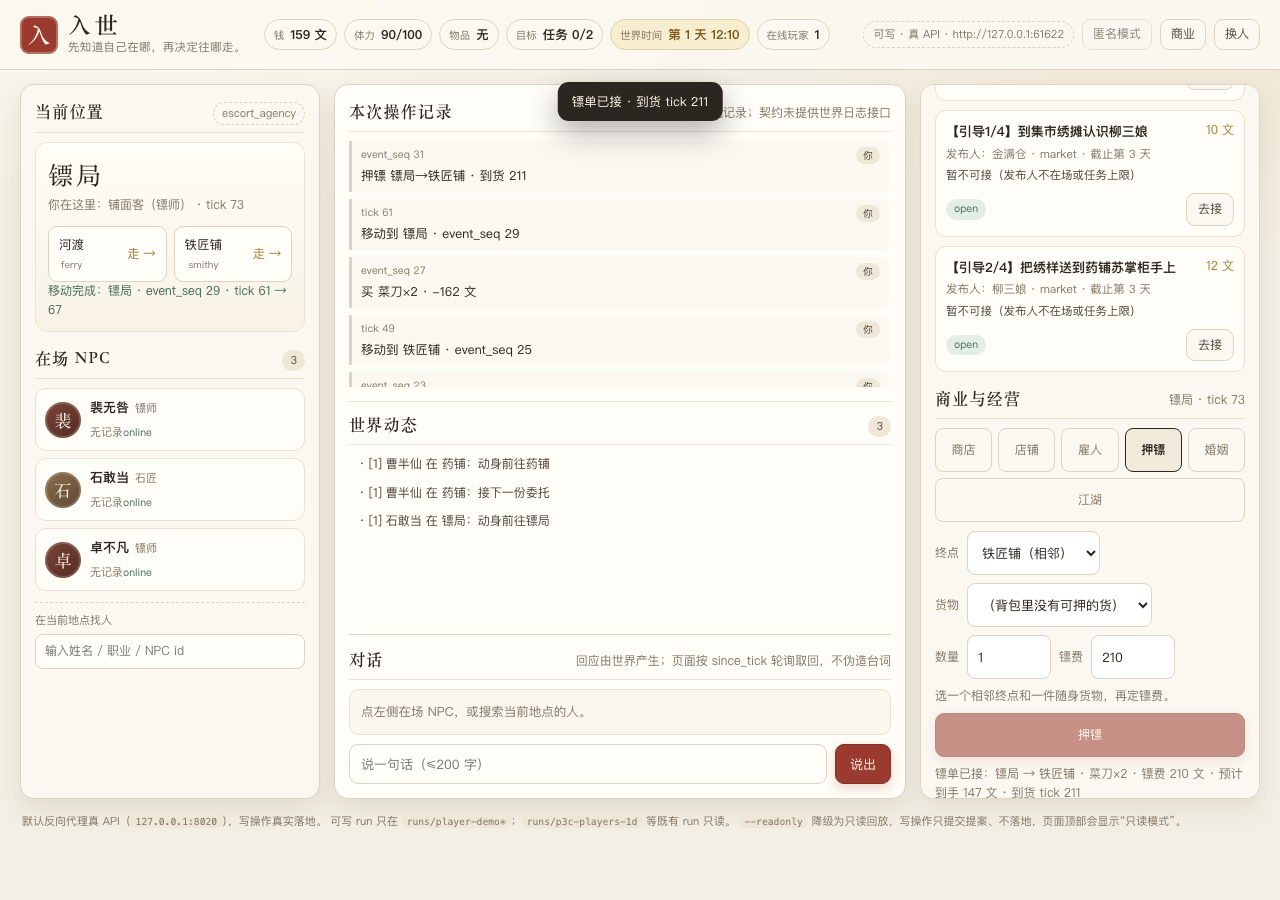 入
入世
先知道自己在哪，再决定往哪走。
钱 159 文
体力 90/100
物品 无
目标 任务 0/2
世界时间 第 1 天 12:10
在线玩家 1
可写 · 真 API · http://127.0.0.1:61622
匿名模式
商业
换人
镖单已接 · 到货 tick 211
当前位置
escort_agency
镖局
你在这里：铺面客（镖师） · tick 73
河渡
ferry
走 →
铁匠铺
smithy
走 →
移动完成：镖局 · event_seq 29 · tick 61 →
67
在场 NPC
3
裴
裴无咎 镖师
无记录online
石
石敢当 石匠
无记录online
卓
卓不凡 镖师
无记录online
在当前地点找人
输入姓名 / 职业 / NPC id
本次操作记录
记录；契约未提供世界日志接口
event_seq 31
你
押镖 镖局→铁匠铺 · 到货 211
tick 61
你
移动到 镖局 · event_seq 29
event_seq 27
你
买 菜刀×2 · −162 文
tick 49
你
移动到 铁匠铺 · event_seq 25
event_seq 23
你
世界动态
3
· [1] 曹半仙 在 药铺：动身前往药铺
· [1] 曹半仙 在 药铺：接下一份委托
· [1] 石敢当 在 镖局：动身前往镖局
对话
回应由世界产生；页面按 since_tick 轮询取回，不伪造台词
点左侧在场 NPC，或搜索当前地点的人。
说一句话（≤200 字）
说出
【引导1/4】到集市绣摊认识柳三娘
10 文
发布人：金满仓 · market · 截止第 3 天
暂不可接（发布人不在场或任务上限）
open
去接
【引导2/4】把绣样送到药铺苏掌柜手上
12 文
发布人：柳三娘 · market · 截止第 3 天
暂不可接（发布人不在场或任务上限）
open
去接
商业与经营
镖局 · tick 73
商店
店铺
雇人
押镖
婚姻
江湖
终点
铁匠铺（相邻）
货物
（背包里没有可押的货）
数量
1
镖费
210
选一个相邻终点和一件随身货物，再定镖费。
押镖
镖单已接：镖局 → 铁匠铺 · 菜刀×2 · 镖费 210 文 · 预计
到手 147 文 · 到货 tick 211
默认反向代理真 API（ 127.0.0.1:8020 ），写操作真实落地。 可写 run 只在 runs/player-demo* ； runs/p3c-players-1d 等既有 run 只读。 --readonly 降级为只读回放，写操作只提交提案、不落地，页面顶部会显示“只读模式”。